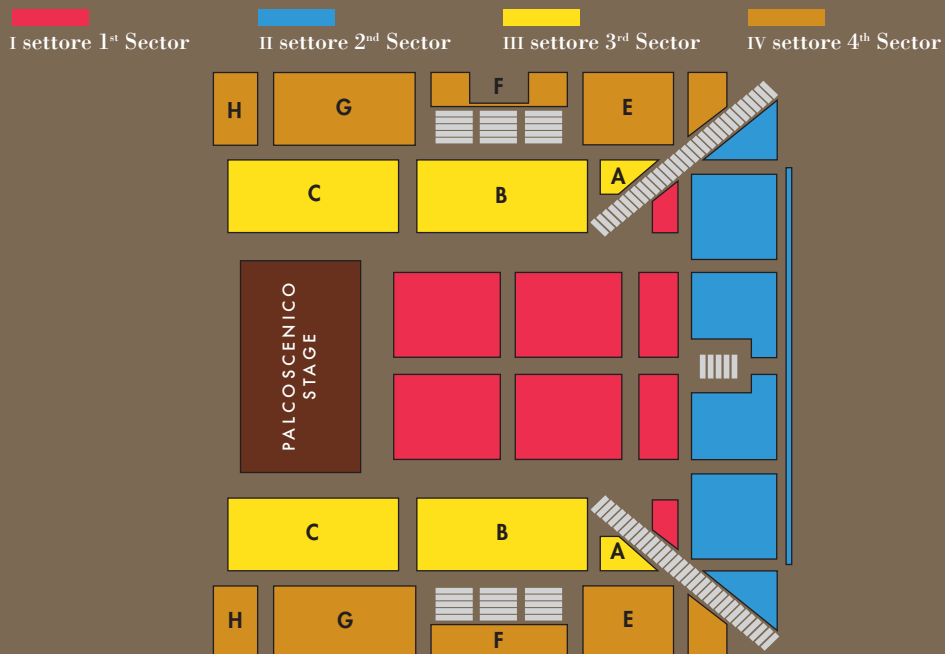 I settore 1st Sector
II settore 2nd Sector
III settore 3rd Sector
IV settore 4th Sector
H
G
F
E
C
B
A
PALCOSCENICO
STAGE
C
B
A
H
G
F
E